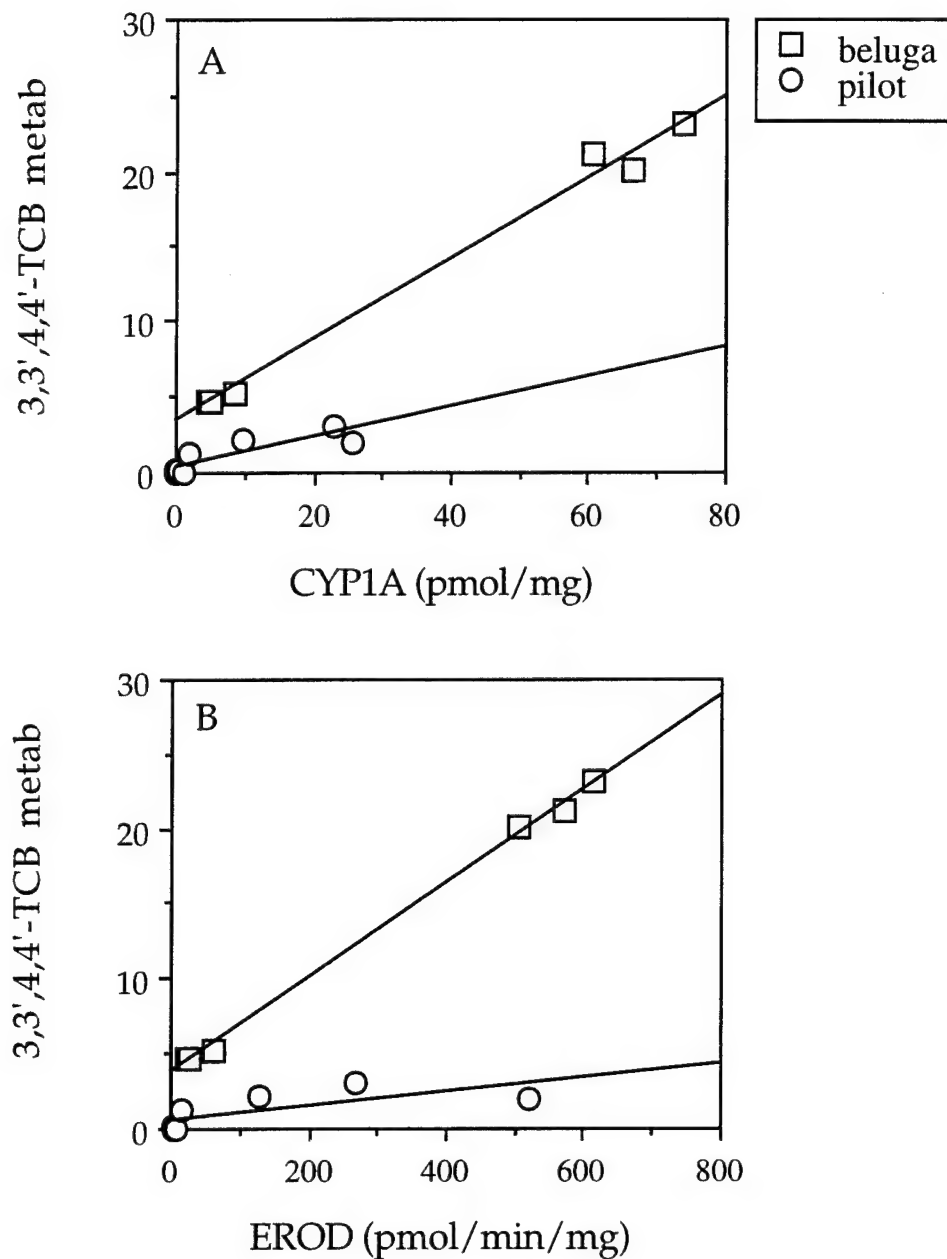 30
A
beluga
pilot
20
10
0
3,3',4,4'-TCB metab
0 20 40 60 80
CYP1A (pmol/mg)
30
B
20
10
0
3,3',4,4'-TCB metab
0 200 400 600 800
EROD (pmol/min/mg)